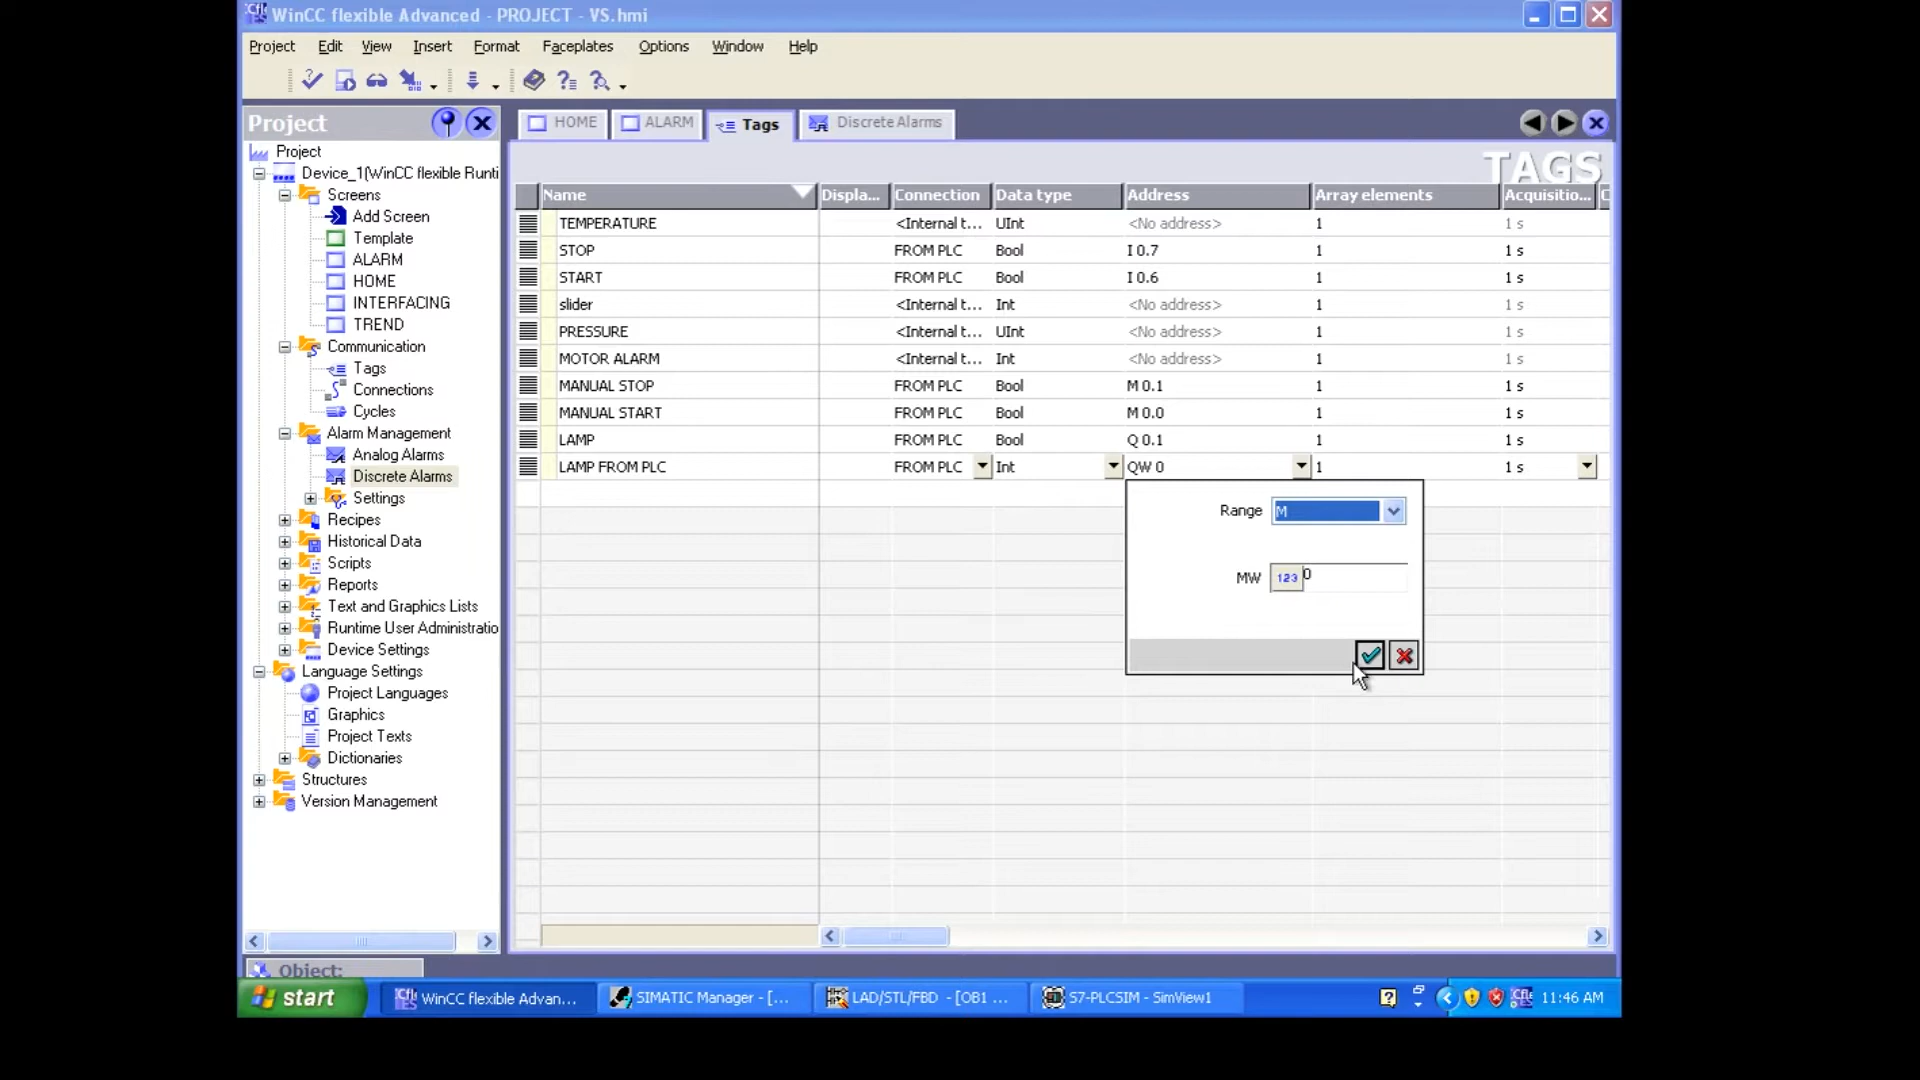 WinCC flexible Advanced - PROJECT - VS.hmi
Project Edit View Insert Format Faceplates Options Window Help
Project
HOME ALARM Tags Discrete Alarms
TAGS
Project
Device_1(WinCC flexible Runti
Screens
Add Screen
Template
ALARM
HOME
INTERFACING
TREND
Communication
Tags
Connections
Cycles
Alarm Management
Analog Alarms
Discrete Alarms
Settings
Recipes
Historical Data
Scripts
Reports
Text and Graphics Lists
Runtime User Administratio
Device Settings
Language Settings
Project Languages
Graphics
Project Texts
Dictionaries
Structures
Version Management
Object:
Name Displa... Connection Data type Address Array elements Acquisitio... C
TEMPERATURE <Internal t... UInt <No address> 1 1 s
STOP FROM PLC Bool I 0.7 1 1 s
START FROM PLC Bool I 0.6 1 1 s
slider <Internal t... Int <No address> 1 1 s
PRESSURE <Internal t... UInt <No address> 1 1 s
MOTOR ALARM <Internal t... Int <No address> 1 1 s
MANUAL STOP FROM PLC Bool M 0.1 1 1 s
MANUAL START FROM PLC Bool M 0.0 1 1 s
LAMP FROM PLC Bool Q 0.1 1 1 s
LAMP FROM PLC FROM PLC Int QW 0 1 1 s
Range M
MW 123 0
start WinCC flexible Advan... SIMATIC Manager - [... LAD/STL/FBD - [OB1 ... S7-PLCSIM - SimView1 11:46 AM